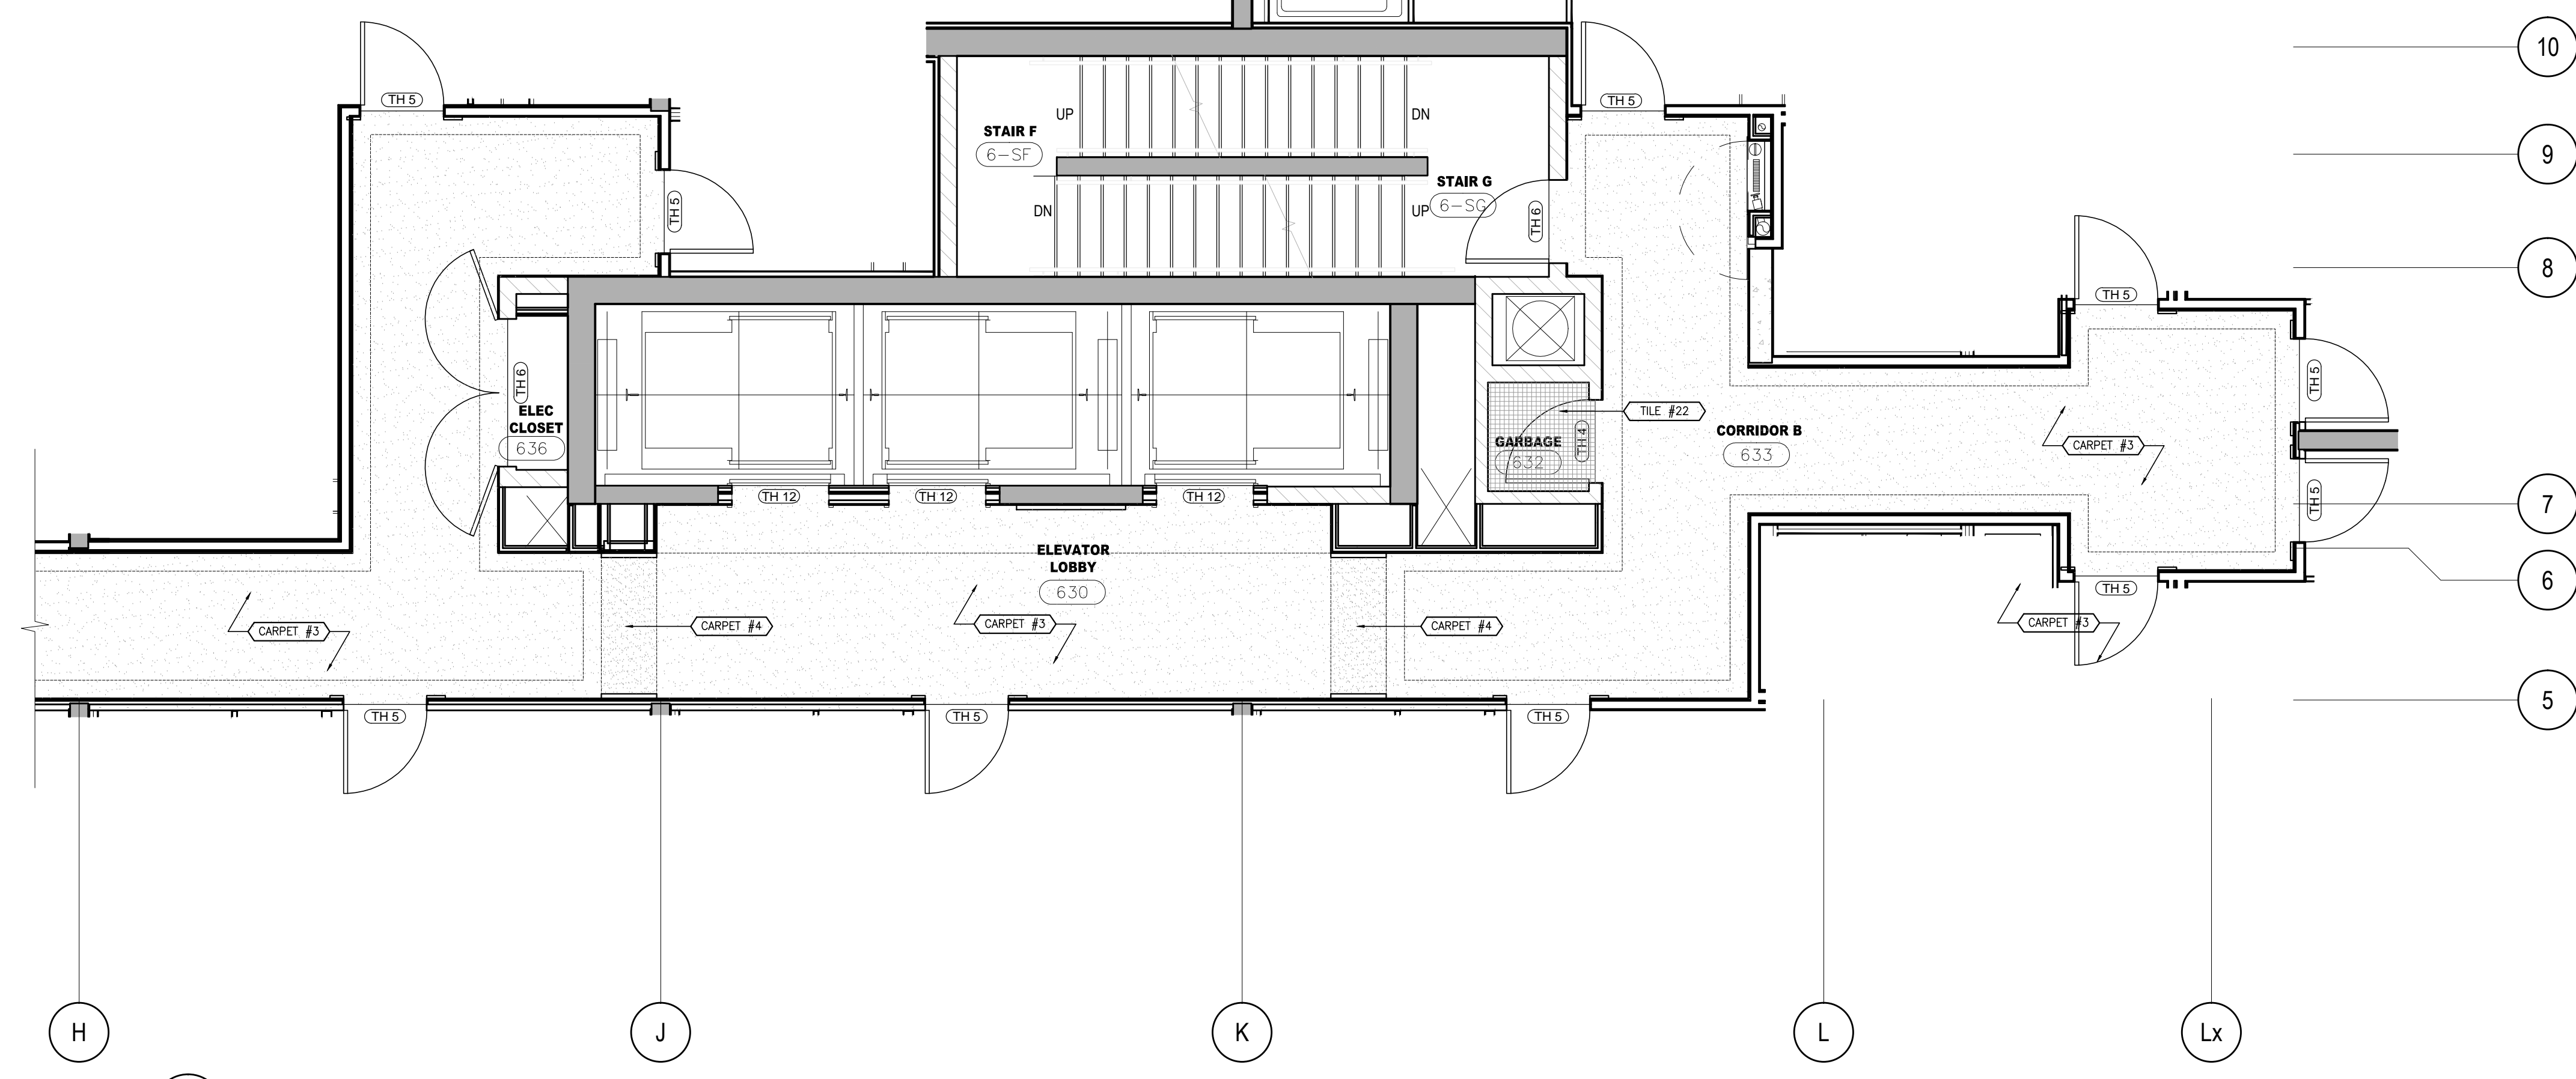 10
TH 5
TH 5
UP
DN
STAIR F
6-SF
9
STAIR G
6-SG
TH 5
DN
UP
TH 6
8
TH 5
TH 6
TH 5
ELEC
CLOSET
636
TILE #22
GARBAGE
632
TH 4
CORRIDOR B
633
CARPET #3
TH 12
TH 12
TH 12
TH 5
7
ELEVATOR
LOBBY
630
TH 5
6
CARPET #3
CARPET #4
CARPET #3
CARPET #4
CARPET #3
TH 5
TH 5
TH 5
5
H
J
K
L
Lx